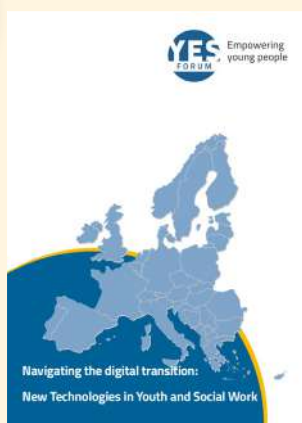 YES
FORUM
Empowering
young people
Navigating the digital transition:
New Technologies in Youth and Social Work